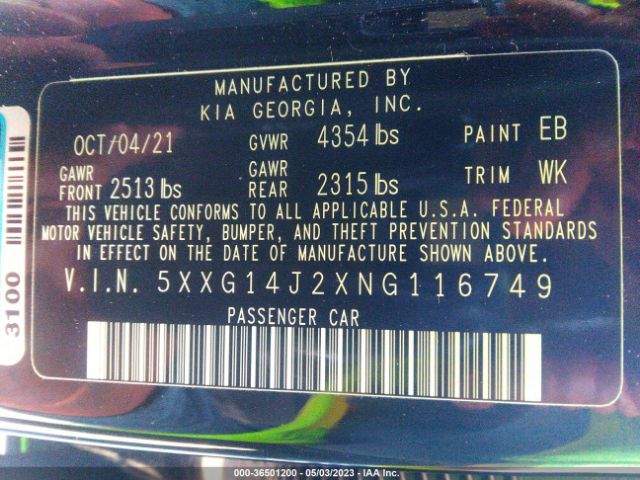 MANUFACTURED BY
KIA GEORGIA, INC.
OCT/04/21 GVWR 4354 lbs PAINT EB
GAWR FRONT 2513 lbs GAWR REAR 2315 lbs TRIM WK
THIS VEHICLE CONFORMS TO ALL APPLICABLE U.S.A. FEDERAL
MOTOR VEHICLE SAFETY, BUMPER, AND THEFT PREVENTION STANDARDS
IN EFFECT ON THE DATE OF MANUFACTURE SHOWN ABOVE.
V.I.N. 5XXG14J2XNG116749
PASSENGER CAR
3100
000-36501200 - 05/03/2023 - IAA Inc.